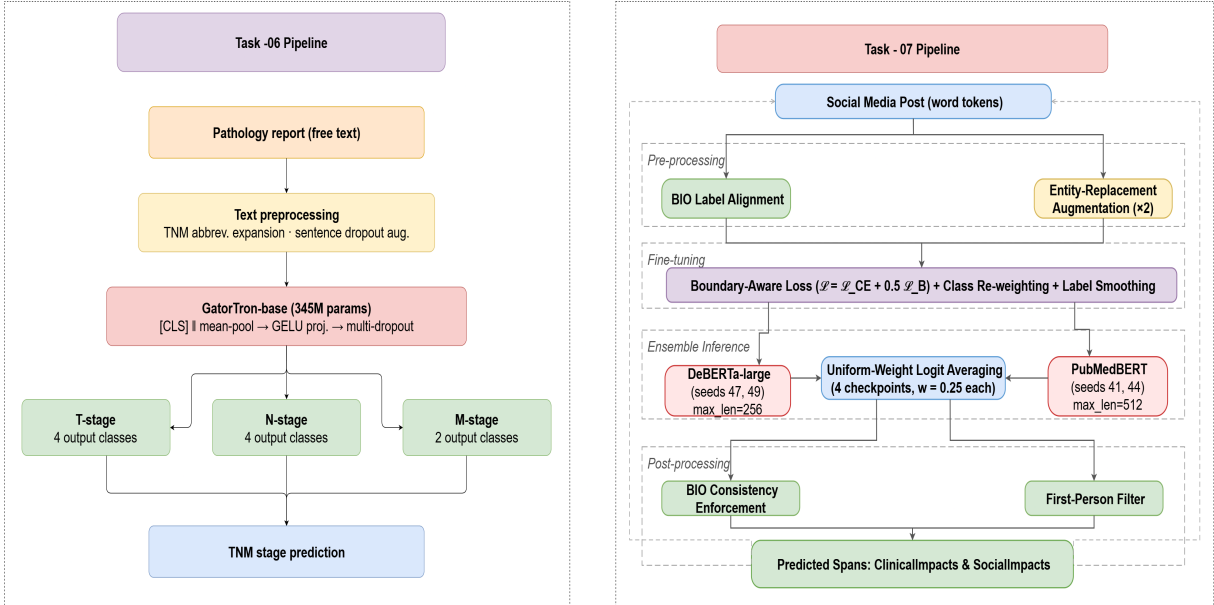 Task -06 Pipeline
Pathology report (free text)
Text preprocessing
TNM abbrev. expansion · sentence dropout aug.
GatorTron-base (345M params)
[CLS] ‖ mean-pool → GELU proj. → multi-dropout
T-stage
4 output classes
N-stage
4 output classes
M-stage
2 output classes
TNM stage prediction
Task - 07 Pipeline
Social Media Post (word tokens)
Pre-processing
BIO Label Alignment
Entity-Replacement
Augmentation (×2)
Fine-tuning
Boundary-Aware Loss (ℒ = ℒ_CE + 0.5 ℒ_B) + Class Re-weighting + Label Smoothing
Ensemble Inference
DeBERTa-large
(seeds 47, 49)
max_len=256
Uniform-Weight Logit Averaging
(4 checkpoints, w = 0.25 each)
PubMedBERT
(seeds 41, 44)
max_len=512
Post-processing
BIO Consistency
Enforcement
First-Person Filter
Predicted Spans: ClinicalImpacts & SocialImpacts